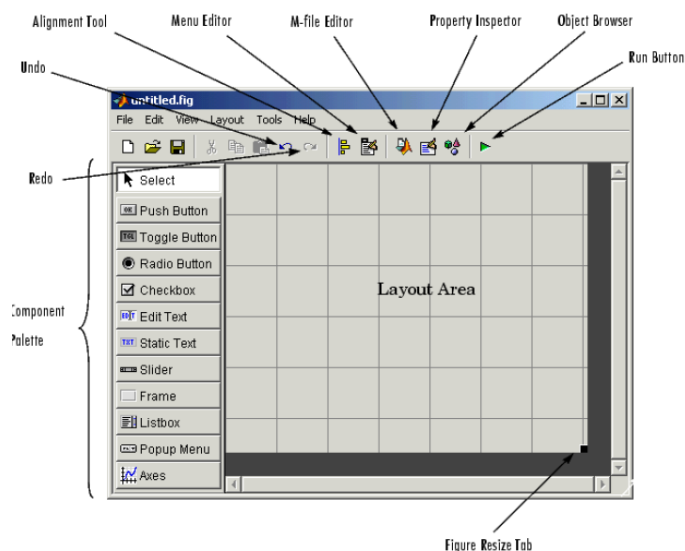 Alignment Tool
Menu Editor
M-file Editor
Property Inspector
Object Browser
Run Button
Undo
untitled.fig
File Edit View Layout Tools Help
Redo
Select
Push Button
Toggle Button
Radio Button
Checkbox
Edit Text
Static Text
Slider
Frame
Listbox
Popup Menu
Axes
Layout Area
Component
Palette
Figure Resize Tab